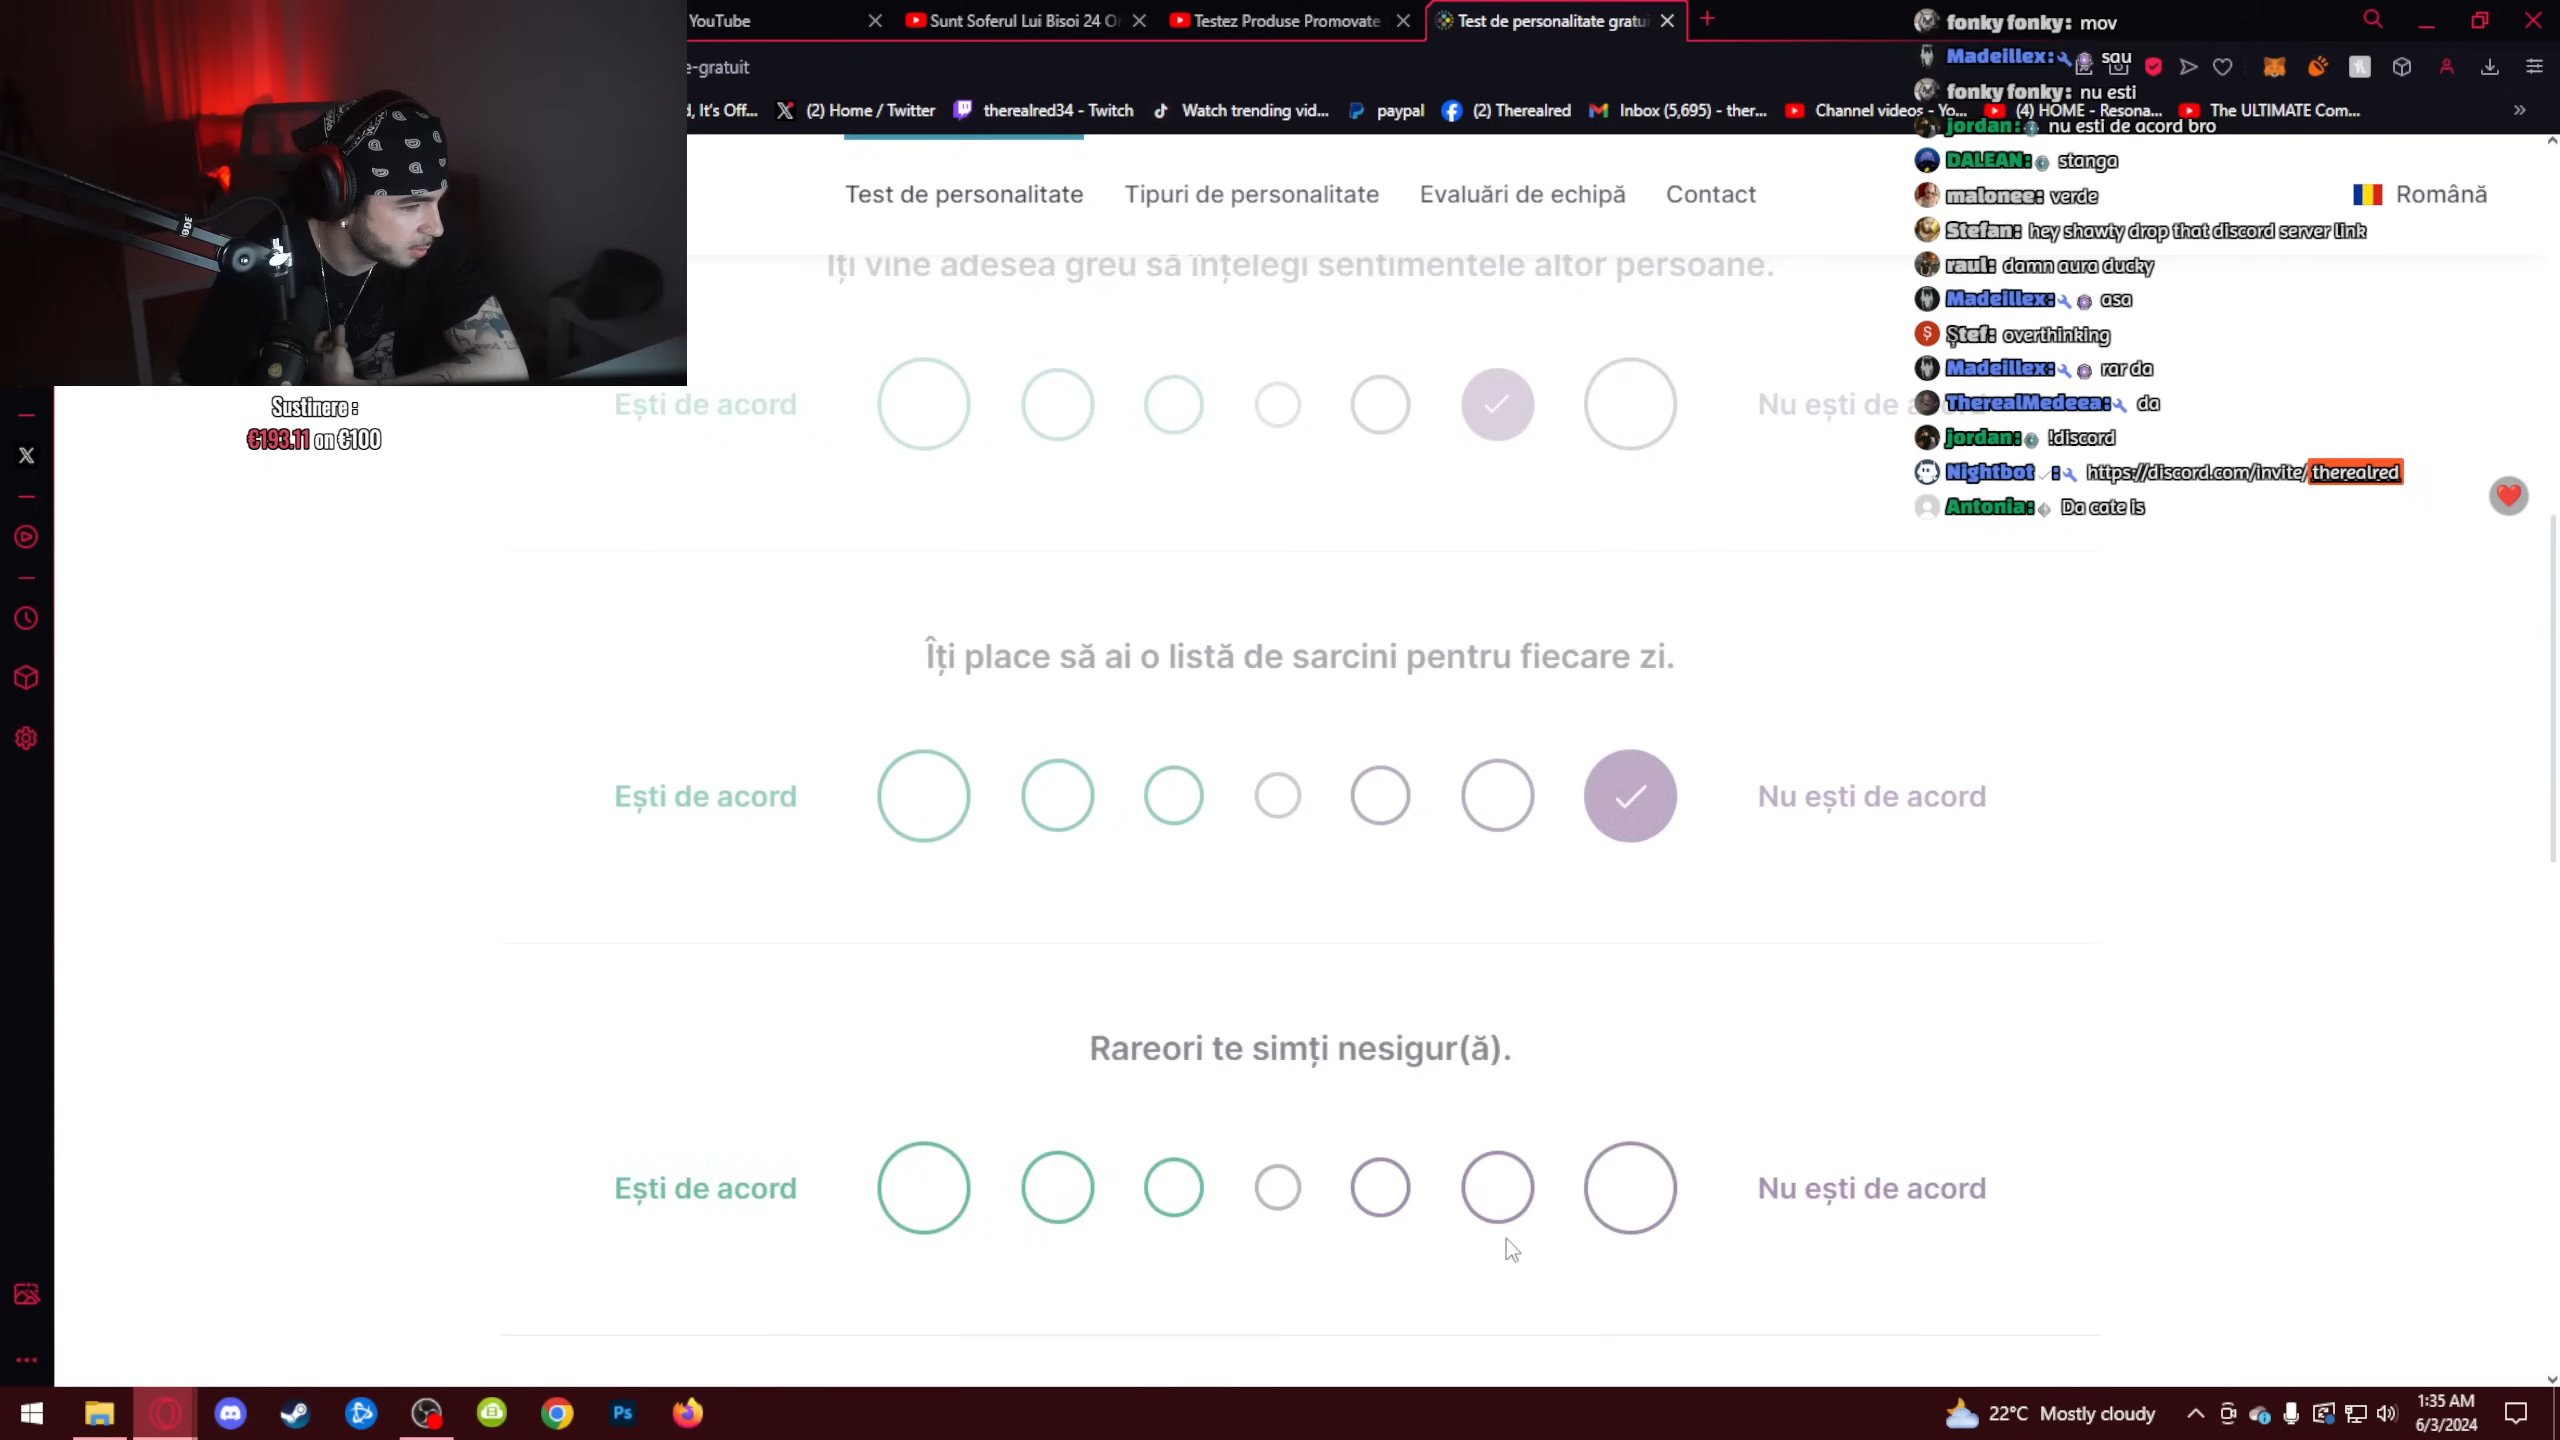 YouTube
Sunt Soferul Lui Bisoi 24 O
Testez Produse Promovate
Test de personalitate gratui
e-gratuit
d, It's Off...
(2) Home / Twitter
therealred34 - Twitch
Watch trending vid...
paypal
(2) Therealred
Inbox (5,695) - ther...
Channel videos - Yo...
(4) HOME - Resona...
The ULTIMATE Com...
Test de personalitate
Tipuri de personalitate
Evaluări de echipă
Contact
Română
fonky fonky: mov
Madeillex: sau
fonky fonky: nu esti
jordan: nu esti de acord bro
DALEAN: stanga
malonee: verde
Stefan: hey shawty drop that discord server link
raul: damn aura ducky
Madeillex: asa
Ștef: overthinking
Madeillex: rar da
TherealMedeea: da
jordan: !discord
Nightbot: https://discord.com/invite/therealred
Antonia: Da cate is
Sustinere :
€193.11 on €100
Îți vine adesea greu să înțelegi sentimentele altor persoane.
Ești de acord
Nu ești de a
Îți place să ai o listă de sarcini pentru fiecare zi.
Ești de acord
Nu ești de acord
Rareori te simți nesigur(ă).
Ești de acord
Nu ești de acord
Ps
22°C Mostly cloudy
1:35 AM
6/3/2024